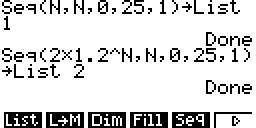 Seq(N,N,0,25,1)→List
1
Done
Seq(2×1.2^N,N,0,25,1)
→List 2
Done
List L→M Dim Fill Seq ▷